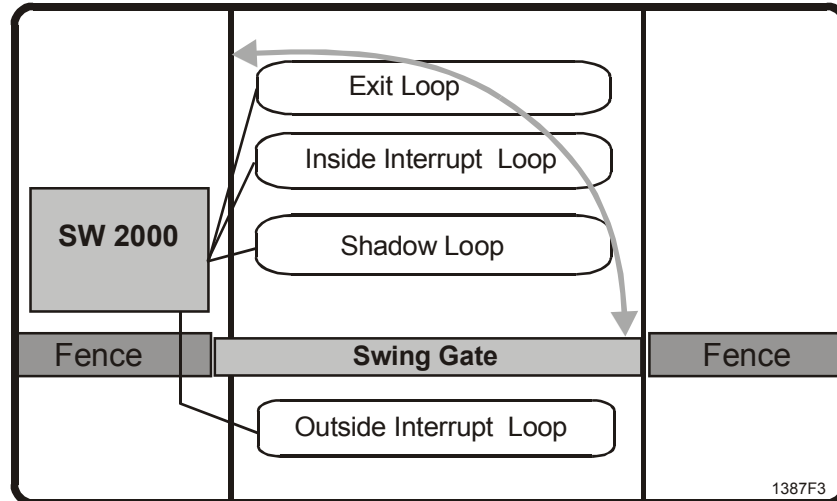 Exit Loop
Inside Interrupt Loop
SW 2000
Shadow Loop
Fence
Swing Gate
Fence
Outside Interrupt Loop
1387F3